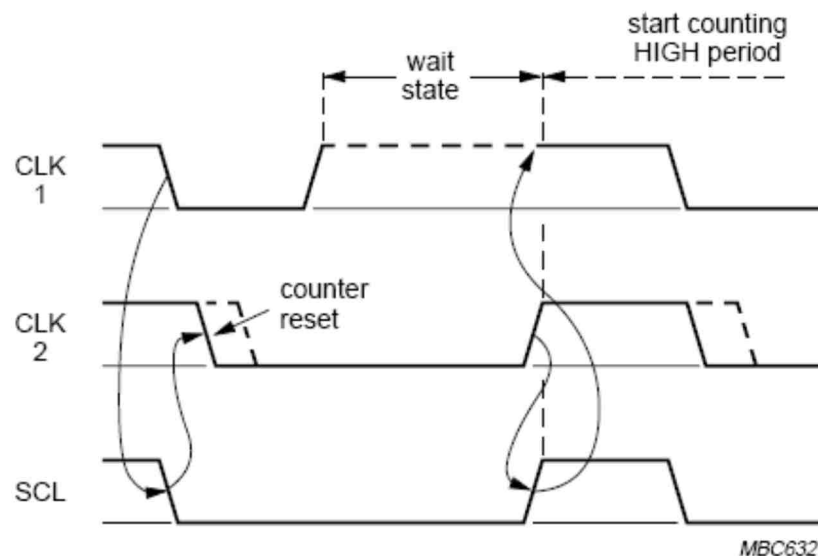 start counting
HIGH period
wait
state
CLK
1
counter
reset
CLK
2
SCL
MBC632